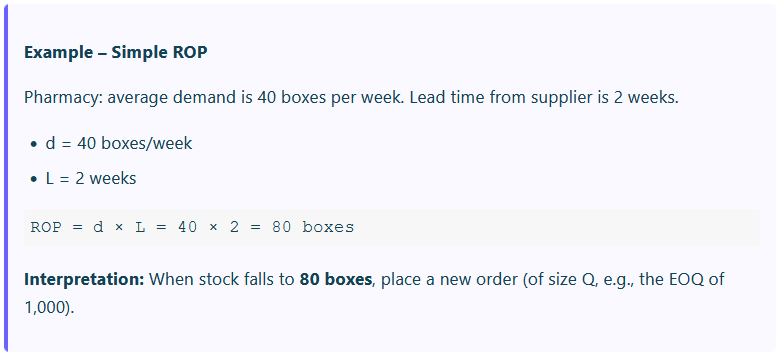 Example – Simple ROP
Pharmacy: average demand is 40 boxes per week. Lead time from supplier is 2 weeks.
• d = 40 boxes/week
• L = 2 weeks
ROP = d × L = 40 × 2 = 80 boxes
Interpretation: When stock falls to 80 boxes, place a new order (of size Q, e.g., the EOQ of
1,000).